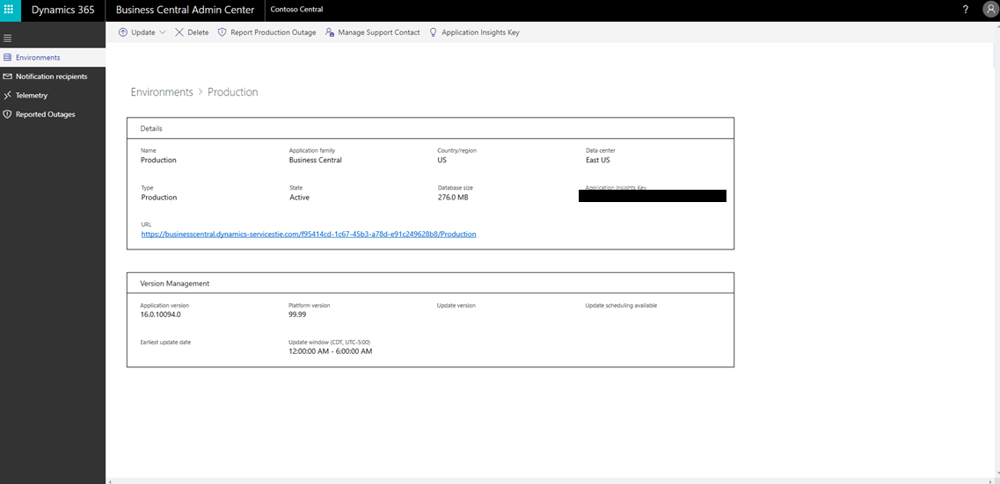 Dynamics 365 Business Central Admin Center Contoso Central ?
Update Delete Report Production Outage Manage Support Contact Application Insights Key
Environments
Notification recipients
Telemetry
Reported Outages
Environments > Production
Details
Name Application family Country/region Data center
Production Business Central US East US
Type State Database size Application Insights Key
Production Active 276.0 MB
URL
https://businesscentral.dynamics-servicestie.com/f95414cd-1c67-45b3-a78d-e91c249628b8/Production
Version Management
Application version Platform version Update version Update scheduling available
16.0.10094.0 99.99
Earliest update date Update window (CDT, UTC-5:00)
12:00:00 AM - 6:00:00 AM